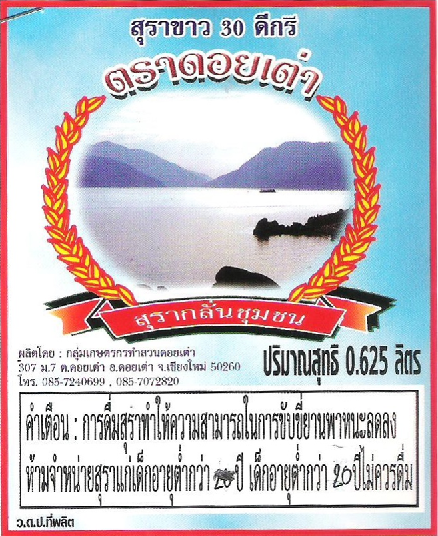 สุราขาว 30 ดีกรี
ตราดอยเต่า
สุรากลั่นชุมชน
ผลิตโดย : กลุ่มเกษตรกรทำสวนดอยเต่า
307 ม.7 ต.ดอยเต่า อ.ดอยเต่า จ.เชียงใหม่ 50260
โทร. 085-7240699 , 085-7072820
ปริมาณสุทธิ 0.625 ลิตร
คำเตือน : การดื่มสุราทำให้ความสามารถในการขับขี่ยานพาหนะลดลง
ห้ามจำหน่ายสุราแก่เด็กอายุต่ำกว่า ปี เด็กอายุต่ำกว่า 20 ปีไม่ควรดื่ม
ว.ด.ป.ที่ผลิต